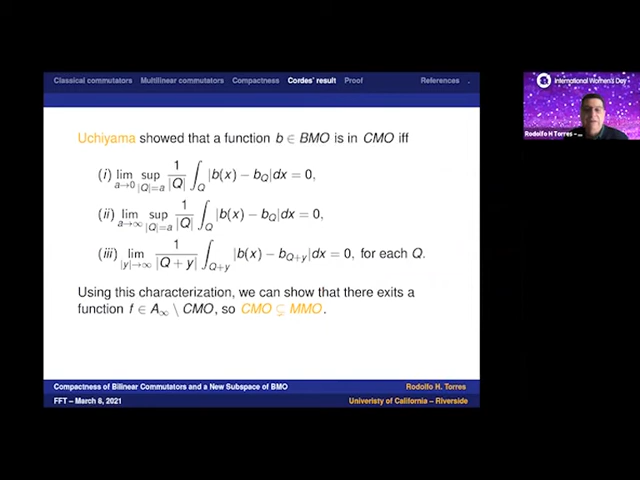 Classical commutators Multilinear commutators Compactness Cordes' result Proof References .
International Women's Day
Uchiyama showed that a function b ∈ BMO is in CMO iff
(i) lim_{a→0} sup_{|Q|=a} 1/|Q| ∫_Q |b(x) − b_Q|dx = 0,
(ii) lim_{a→∞} sup_{|Q|=a} 1/|Q| ∫_Q |b(x) − b_Q|dx = 0,
(iii) lim_{|y|→∞} 1/|Q + y| ∫_{Q+y} |b(x) − b_{Q+y}|dx = 0, for each Q.
Using this characterization, we can show that there exits a
function f ∈ A_∞ \ CMO, so CMO ⊊ MMO.
Compactness of Bilinear Commutators and a New Subspace of BMO Rodolfo H. Torres
FFT – March 8, 2021 Univeristy of California – Riverside
Rodolfo H Torres -